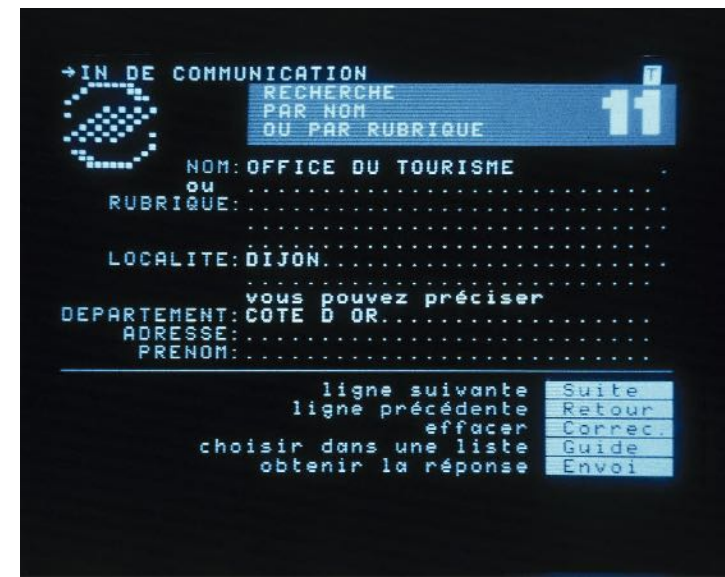 →IN DE COMMUNICATION T
RECHERCHE
PAR NOM
OU PAR RUBRIQUE
11
NOM:OFFICE DU TOURISME .
ou ............................
RUBRIQUE:............................
............................
............................
LOCALITE:DIJON.......................
............................
vous pouvez préciser
DEPARTEMENT:COTE D OR..................
ADRESSE:...........................
PRENOM:...........................
ligne suivante Suite
ligne précédente Retour
effacer Correc.
choisir dans une liste Guide
obtenir la réponse Envoi